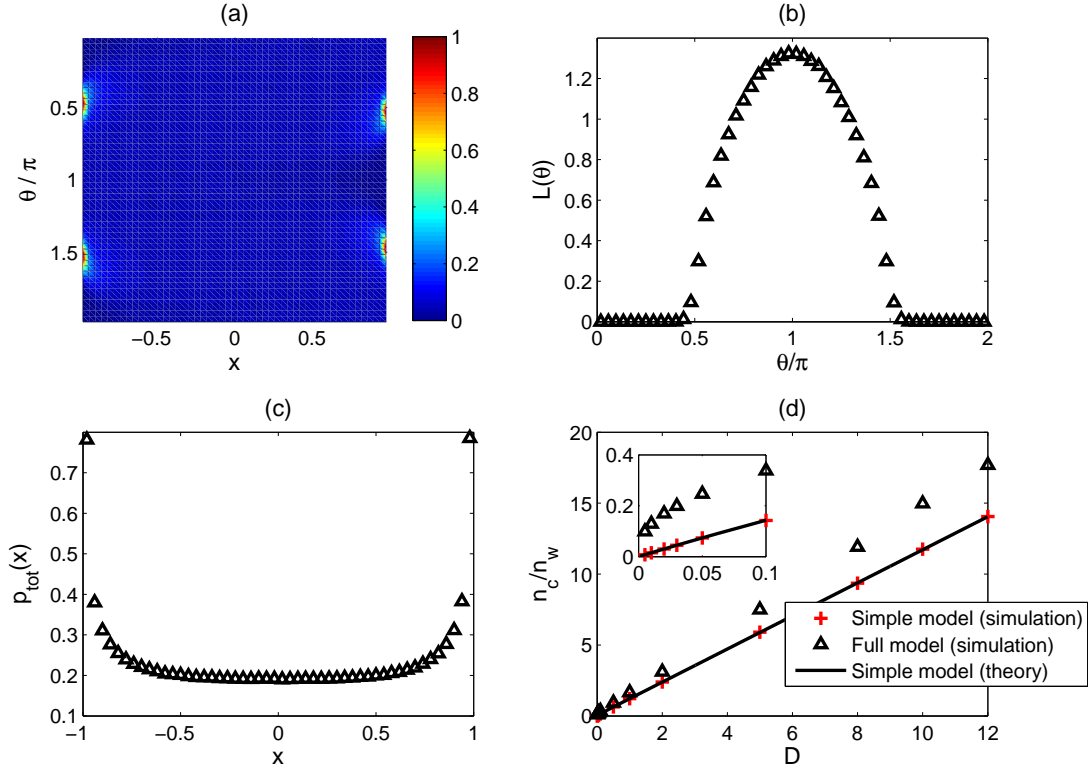 (a)
0.5
1
1.5
θ / π
−0.5 0 0.5
x
1
0.8
0.6
0.4
0.2
0
(b)
1.2
1
0.8
0.6
0.4
0.2
0
L(θ)
0 0.5 1 1.5 2
θ/π
(c)
0.7
0.6
0.5
0.4
0.3
0.2
0.1
p_tot(x)
−1 −0.5 0 0.5 1
x
(d)
20
15
10
5
0
n_c/n_w
0 2 4 6 8 10 12
D
0.4
0.2
0
0 0.05 0.1
Simple model (simulation)
Full model (simulation)
Simple model (theory)